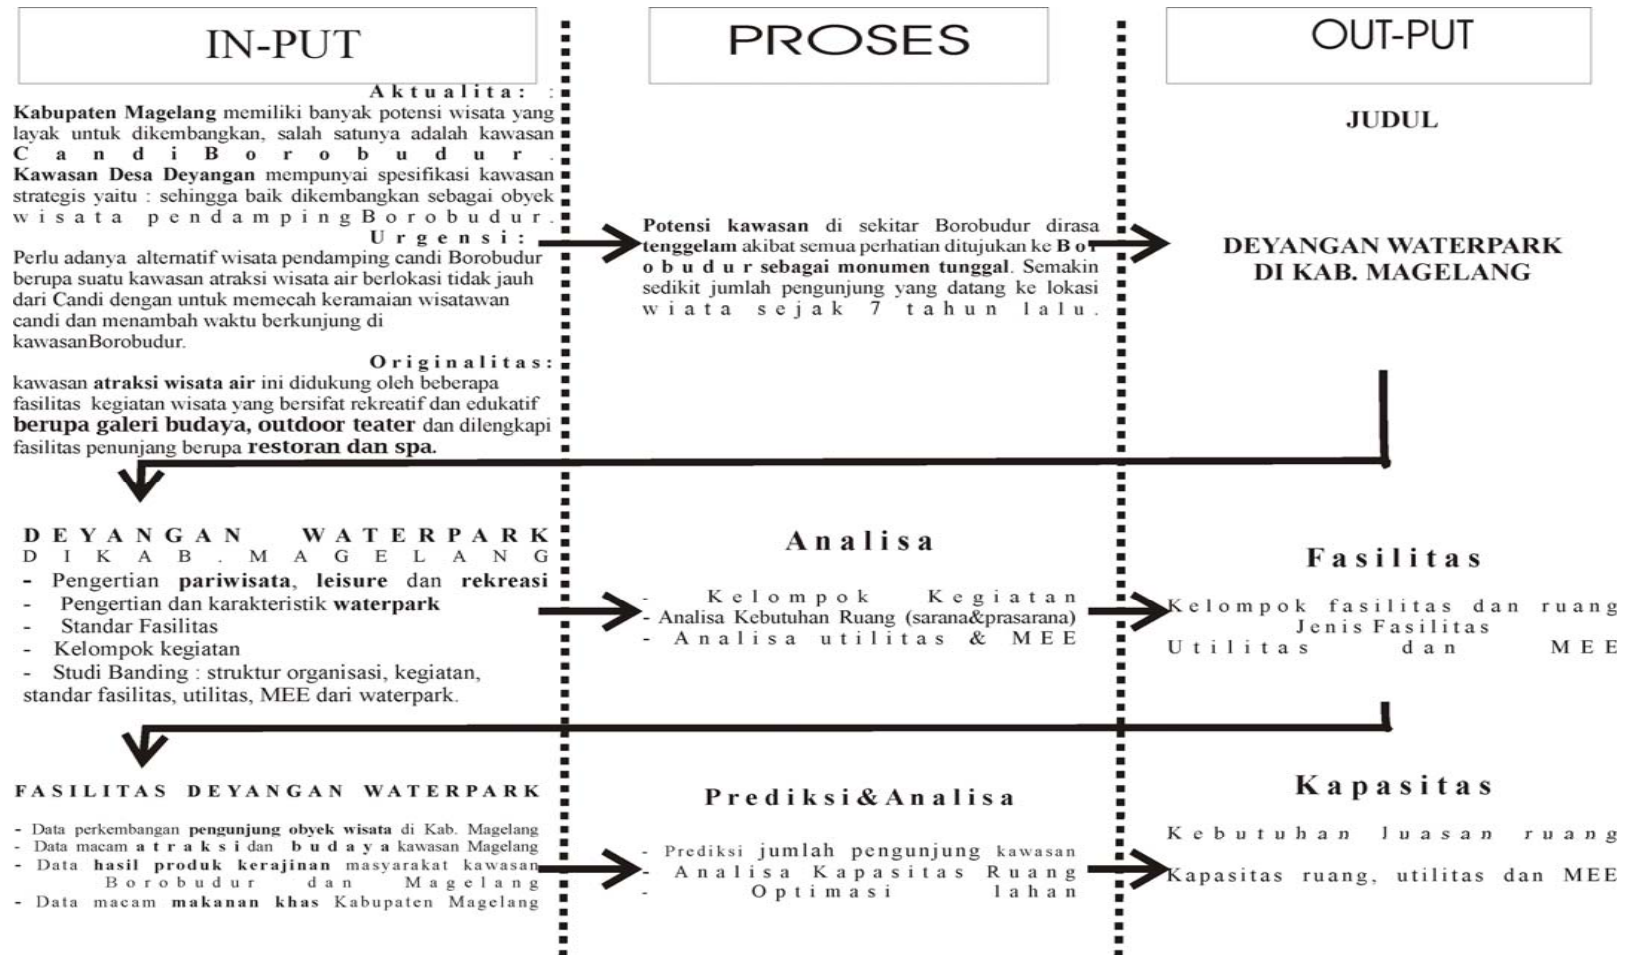 IN-PUT
Aktualita: :
Kabupaten Magelang memiliki banyak potensi wisata yang
layak untuk dikembangkan, salah satunya adalah kawasan
CandiBorobudur.
Kawasan Desa Deyangan mempunyai spesifikasi kawasan
strategis yaitu : sehingga baik dikembangkan sebagai obyek
wisata pendampingBorobudur.
Urgensi:
Perlu adanya alternatif wisata pendamping candi Borobudur
berupa suatu kawasan atraksi wisata air berlokasi tidak jauh
dari Candi dengan untuk memecah keramaian wisatawan
candi dan menambah waktu berkunjung di
kawasanBorobudur.
Originalitas:
kawasan atraksi wisata air ini didukung oleh beberapa
fasilitas kegiatan wisata yang bersifat rekreatif dan edukatif
berupa galeri budaya, outdoor teater dan dilengkapi
fasilitas penunjang berupa restoran dan spa.
PROSES
Potensi kawasan di sekitar Borobudur dirasa
tenggelam akibat semua perhatian ditujukan ke Bor
obudur sebagai monumen tunggal. Semakin
sedikit jumlah pengunjung yang datang ke lokasi
wiata sejak 7 tahun lalu.
OUT-PUT
JUDUL
DEYANGAN WATERPARK
DI KAB. MAGELANG
DEYANGAN WATERPARK
DIKAB.MAGELANG
- Pengertian pariwisata, leisure dan rekreasi
- Pengertian dan karakteristik waterpark
- Standar Fasilitas
- Kelompok kegiatan
- Studi Banding : struktur organisasi, kegiatan,
standar fasilitas, utilitas, MEE dari waterpark.
Analisa
- Kelompok Kegiatan
- Analisa Kebutuhan Ruang (sarana&prasarana)
- Analisa utilitas & MEE
Fasilitas
Kelompok fasilitas dan ruang
Jenis Fasilitas
Utilitas dan MEE
FASILITAS DEYANGAN WATERPARK
- Data perkembangan pengunjung obyek wisata di Kab. Magelang
- Data macam atraksi dan budaya kawasan Magelang
- Data hasil produk kerajinan masyarakat kawasan
Borobudur dan Magelang
- Data macam makanan khas Kabupaten Magelang
Prediksi&Analisa
- Prediksi jumlah pengunjung kawasan
- Analisa Kapasitas Ruang
- Optimasi lahan
Kapasitas
Kebutuhan luasan ruang
Kapasitas ruang, utilitas dan MEE